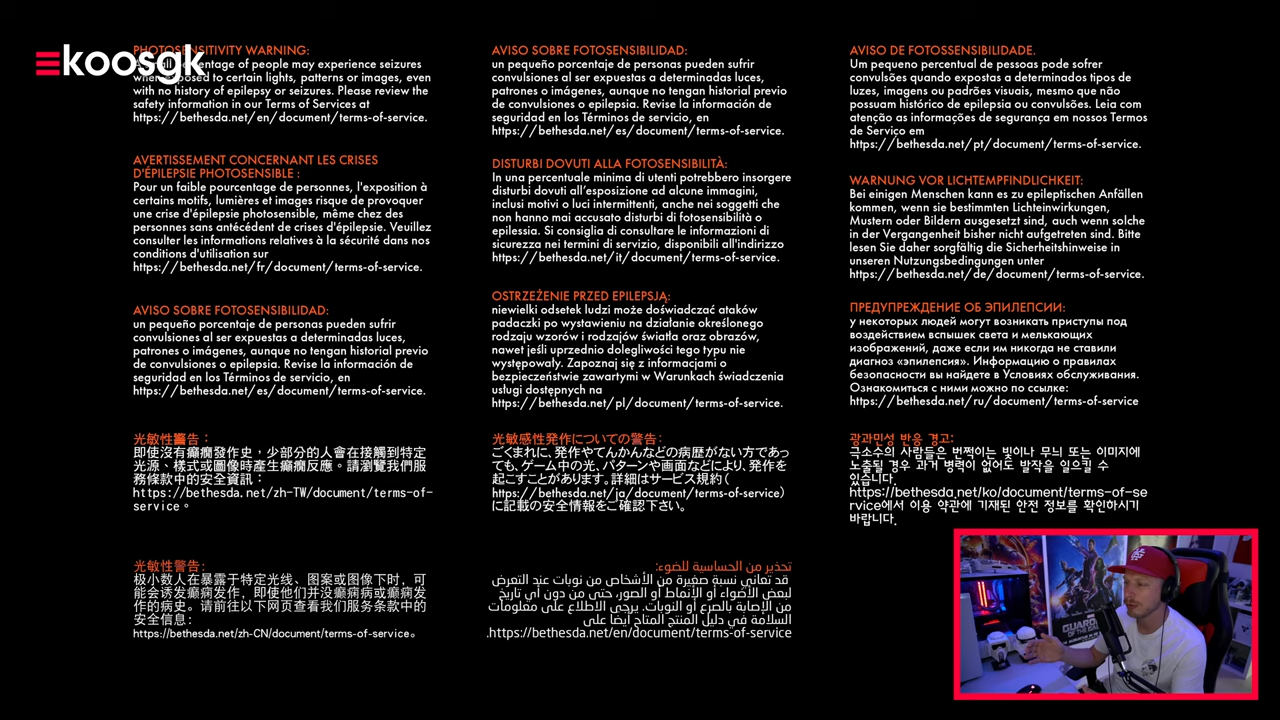 koosgk
PHOTOSENSITIVITY WARNING:
percentage of people may experience seizures
when exposed to certain lights, patterns or images, even
with no history of epilepsy or seizures. Please review the
safety information in our Terms of Services at
https://bethesda.net/en/document/terms-of-service.
AVERTISSEMENT CONCERNANT LES CRISES
D'ÉPILEPSIE PHOTOSENSIBLE :
Pour un faible pourcentage de personnes, l'exposition à
certains motifs, lumières et images risque de provoquer
une crise d'épilepsie photosensible, même chez des
personnes sans antécédent de crises d'épilepsie. Veuillez
consulter les informations relatives à la sécurité dans nos
conditions d'utilisation sur
https://bethesda.net/fr/document/terms-of-service.
AVISO SOBRE FOTOSENSIBILIDAD:
un pequeño porcentaje de personas pueden sufrir
convulsiones al ser expuestas a determinadas luces,
patrones o imágenes, aunque no tengan historial previo
de convulsiones o epilepsia. Revise la información de
seguridad en los Términos de servicio, en
https://bethesda.net/es/document/terms-of-service.
光敏性警告：
即使沒有癲癇發作史，少部分的人會在接觸到特定
光源、樣式或圖像時產生癲癇反應。請瀏覽我們服
務條款中的安全資訊：
https://bethesda.net/zh-TW/document/terms-of-
service。
光敏性警告:
极小数人在暴露于特定光线、图案或图像下时，可
能会诱发癫痫发作，即使他们并没癫痫病或癫痫发
作的病史。请前往以下网页查看我们服务条款中的
安全信息：
https://bethesda.net/zh-CN/document/terms-of-service。
AVISO SOBRE FOTOSENSIBILIDAD:
un pequeño porcentaje de personas pueden sufrir
convulsiones al ser expuestas a determinadas luces,
patrones o imágenes, aunque no tengan historial previo
de convulsiones o epilepsia. Revise la información de
seguridad en los Términos de servicio, en
https://bethesda.net/es/document/terms-of-service.
DISTURBI DOVUTI ALLA FOTOSENSIBILITÀ:
In una percentuale minima di utenti potrebbero insorgere
disturbi dovuti all'esposizione ad alcune immagini,
inclusi motivi o luci intermittenti, anche nei soggetti che
non hanno mai accusato disturbi di fotosensibilità o
epilessia. Si consiglia di consultare le informazioni di
sicurezza nei termini di servizio, disponibili all'indirizzo
https://bethesda.net/it/document/terms-of-service.
OSTRZEŻENIE PRZED EPILEPSJĄ:
niewielki odsetek ludzi może doświadczać ataków
padaczki po wystawieniu na działanie określonego
rodzaju wzorów i rodzajów światła oraz obrazów,
nawet jeśli uprzednio dolegliwości tego typu nie
występowały. Zapoznaj się z informacjami o
bezpieczeństwie zawartymi w Warunkach świadczenia
usługi dostępnych na
https://bethesda.net/pl/document/terms-of-service.
光敏感性発作についての警告:
ごくまれに、発作やてんかんなどの病歴がない方であっ
ても、ゲーム中の光、パターンや画面などにより、発作を
起こすことがあります。詳細はサービス規約（
https://bethesda.net/ja/document/terms-of-service）
に記載の安全情報をご確認下さい。
تحذير من الحساسية للضوء:
قد تعاني نسبة صغيرة من الأشخاص من نوبات عند التعرض
لبعض الأضواء أو الأنماط أو الصور، حتى من دون أي تاريخ
من الإصابة بالصرع أو النوبات. يرجى الاطلاع على معلومات
السلامة في دليل المنتج المتاح أيضًا على
https://bethesda.net/en/document/terms-of-service.
AVISO DE FOTOSSENSIBILIDADE.
Um pequeno percentual de pessoas pode sofrer
convulsões quando expostas a determinados tipos de
luzes, imagens ou padrões visuais, mesmo que não
possuam histórico de epilepsia ou convulsões. Leia com
atenção as informações de segurança em nossos Termos
de Serviço em
https://bethesda.net/pt/document/terms-of-service.
WARNUNG VOR LICHTEMPFINDLICHKEIT:
Bei einigen Menschen kann es zu epileptischen Anfällen
kommen, wenn sie bestimmten Lichteinwirkungen,
Mustern oder Bildern ausgesetzt sind, auch wenn solche
in der Vergangenheit bisher nicht aufgetreten sind. Bitte
lesen Sie daher sorgfältig die Sicherheitshinweise in
unseren Nutzungsbedingungen unter
https://bethesda.net/de/document/terms-of-service.
ПРЕДУПРЕЖДЕНИЕ ОБ ЭПИЛЕПСИИ:
у некоторых людей могут возникать приступы под
воздействием вспышек света и мелькающих
изображений, даже если им никогда не ставили
диагноз «эпилепсия». Информацию о правилах
безопасности вы найдете в Условиях обслуживания.
Ознакомиться с ними можно по ссылке:
https://bethesda.net/ru/document/terms-of-service
광과민성 반응 경고:
극소수의 사람들은 번쩍이는 빛이나 무늬 또는 이미지에
노출될 경우 과거 병력이 없어도 발작을 일으킬 수
있습니다.
https://bethesda.net/ko/document/terms-of-se
rvice에서 이용 약관에 기재된 안전 정보를 확인하시기
바랍니다.
GUARDIANS
OF THE GALAXY